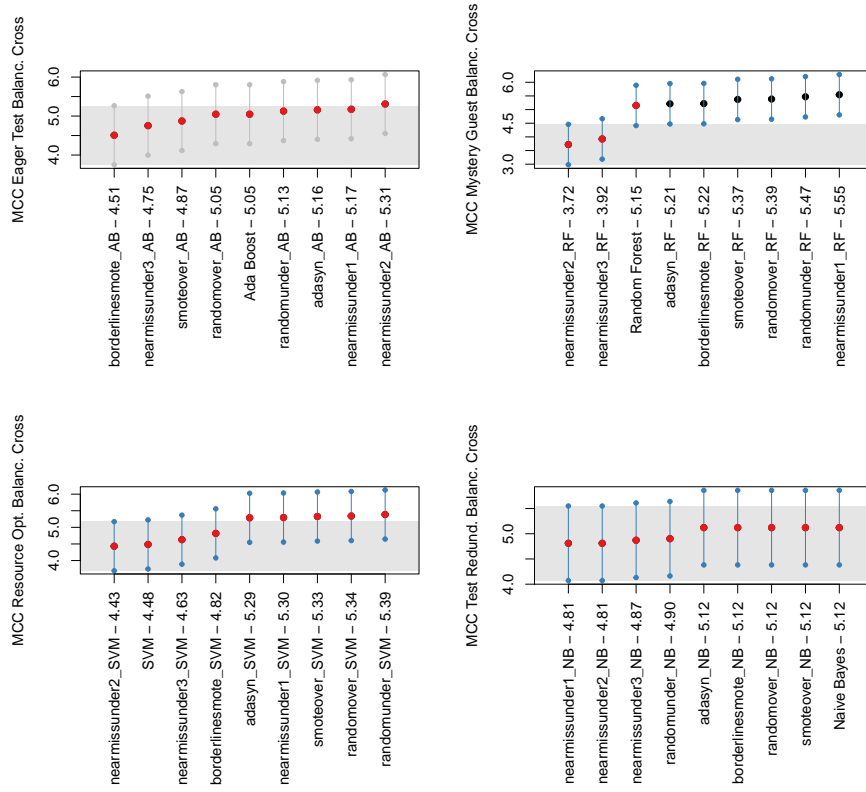 MCC Eager Test Balanc. Cross
4.0
5.0
6.0
borderlinesmote_AB − 4.51
nearmissunder3_AB − 4.75
smoteover_AB − 4.87
randomover_AB − 5.05
Ada Boost − 5.05
randomunder_AB − 5.13
adasyn_AB − 5.16
nearmissunder1_AB − 5.17
nearmissunder2_AB − 5.31
MCC Mystery Guest Balanc. Cross
3.0
4.5
6.0
nearmissunder2_RF − 3.72
nearmissunder3_RF − 3.92
Random Forest − 5.15
adasyn_RF − 5.21
borderlinesmote_RF − 5.22
smoteover_RF − 5.37
randomover_RF − 5.39
randomunder_RF − 5.47
nearmissunder1_RF − 5.55
MCC Resource Opt. Balanc. Cross
4.0
5.0
6.0
nearmissunder2_SVM − 4.43
SVM − 4.48
nearmissunder3_SVM − 4.63
borderlinesmote_SVM − 4.82
adasyn_SVM − 5.29
nearmissunder1_SVM − 5.30
smoteover_SVM − 5.33
randomover_SVM − 5.34
randomunder_SVM − 5.39
MCC Test Redund. Balanc. Cross
4.0
5.0
nearmissunder1_NB − 4.81
nearmissunder2_NB − 4.81
nearmissunder3_NB − 4.87
randomunder_NB − 4.90
adasyn_NB − 5.12
borderlinesmote_NB − 5.12
randomover_NB − 5.12
smoteover_NB − 5.12
Naive Bayes − 5.12